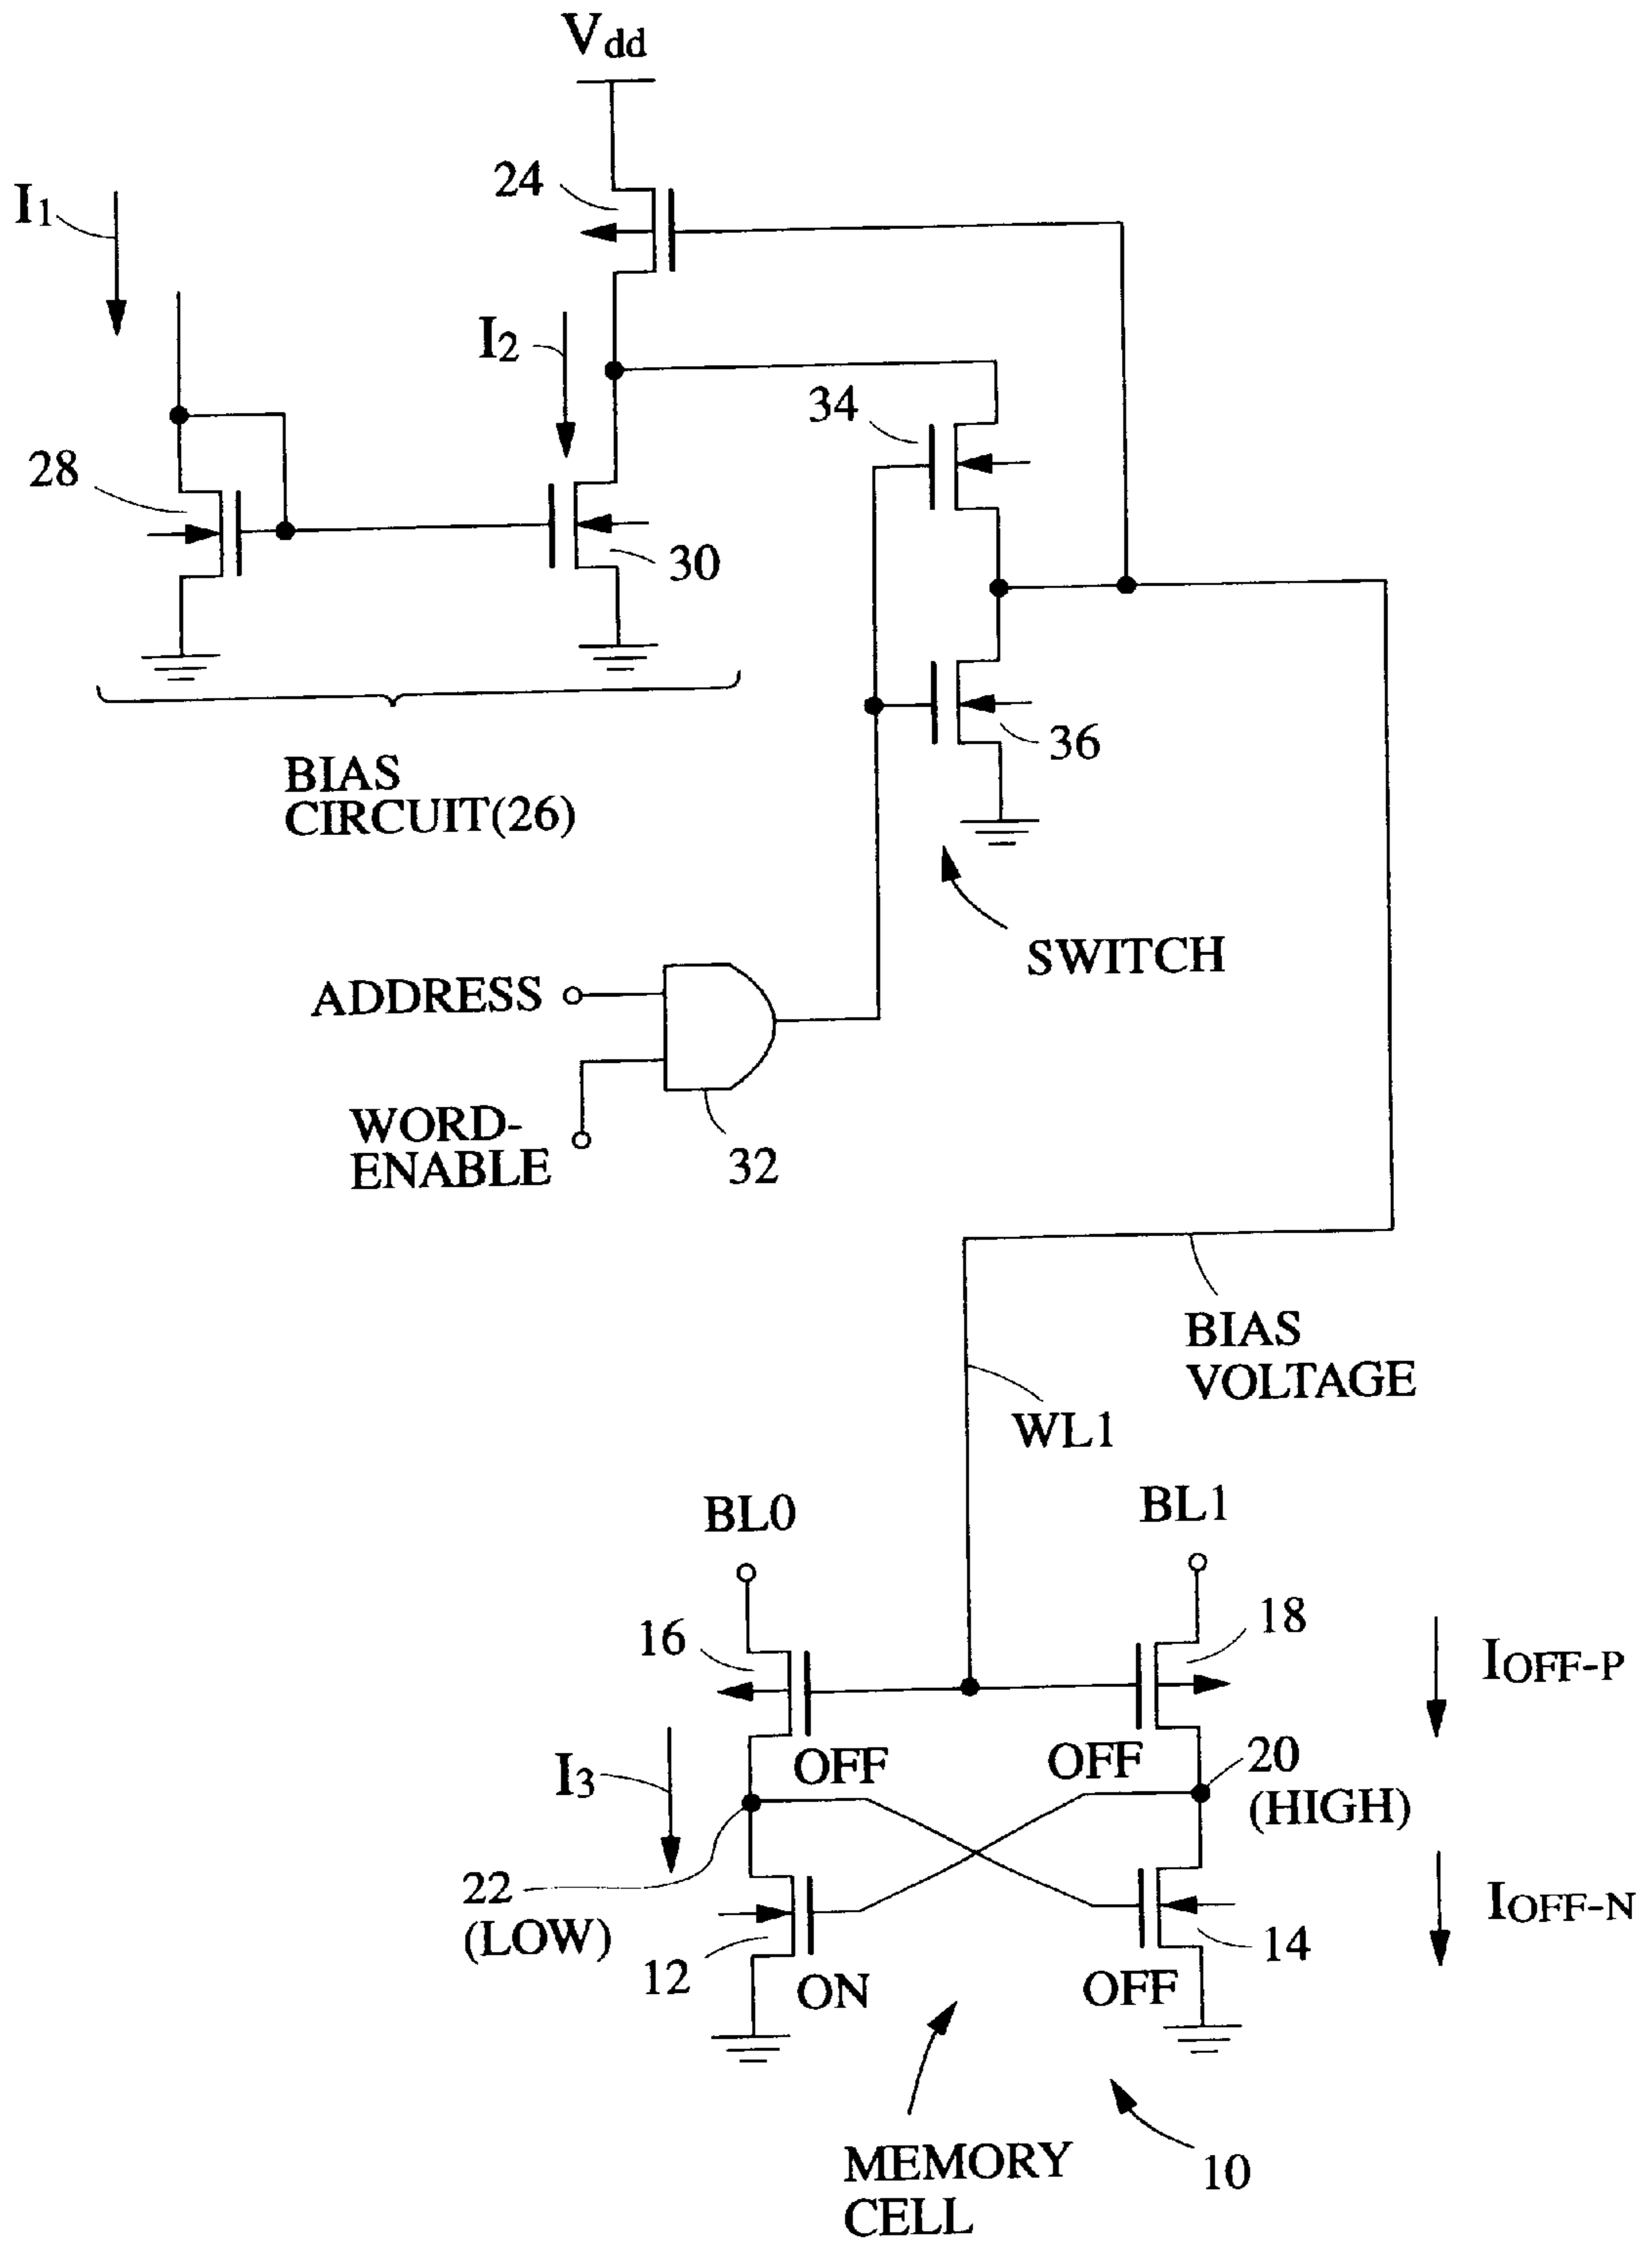 Vdd
24
I1
I2
34
28
30
36
BIAS
CIRCUIT(26)
SWITCH
ADDRESS
WORD-
ENABLE
32
BIAS
VOLTAGE
WL1
BL0
BL1
16
18
IOFF-P
OFF
OFF
I3
20
(HIGH)
22
(LOW)
IOFF-N
12
14
ON
OFF
MEMORY
CELL
10